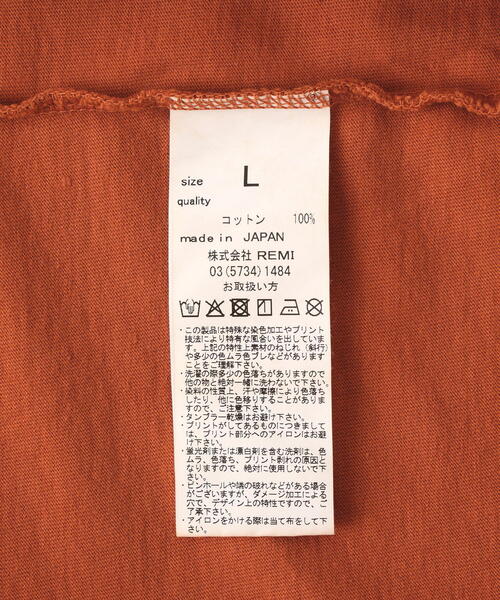 size L
quality
コットン 100%
made in JAPAN
株式会社 REMI
03(5734)1484
お取扱い方
・この製品は特殊な染色加工やプリント
技法により特有な風合いを出していま
す。上記の特性上素材のねじれ（斜行）
や多少の色ムラ色ブレなどがあります
ことをご理解下さい。
・洗濯の際多少の色落ちがありますので
他の物と絶対一緒に洗わないで下さい。
・染料の性質上、汗や摩擦により色落ち
したり、他に色移りすることがありま
すので、ご注意下さい。
・タンブラー乾燥はお避け下さい。
・プリントがしてあるものにつきまして
は、プリント部分へのアイロンはお避
け下さい。
・蛍光剤または漂白剤を含む洗剤は、色
ムラ、色落ち、プリント剥れの原因と
なりますので、絶対に使用しないで下
さい。
・ピンホールや端の破れなどがある場合
がございますが、ダメージ加工による
穴で、デザイン上の特性ですので、ご
了承下さい。
・アイロンをかける際は当て布をして下
さい。